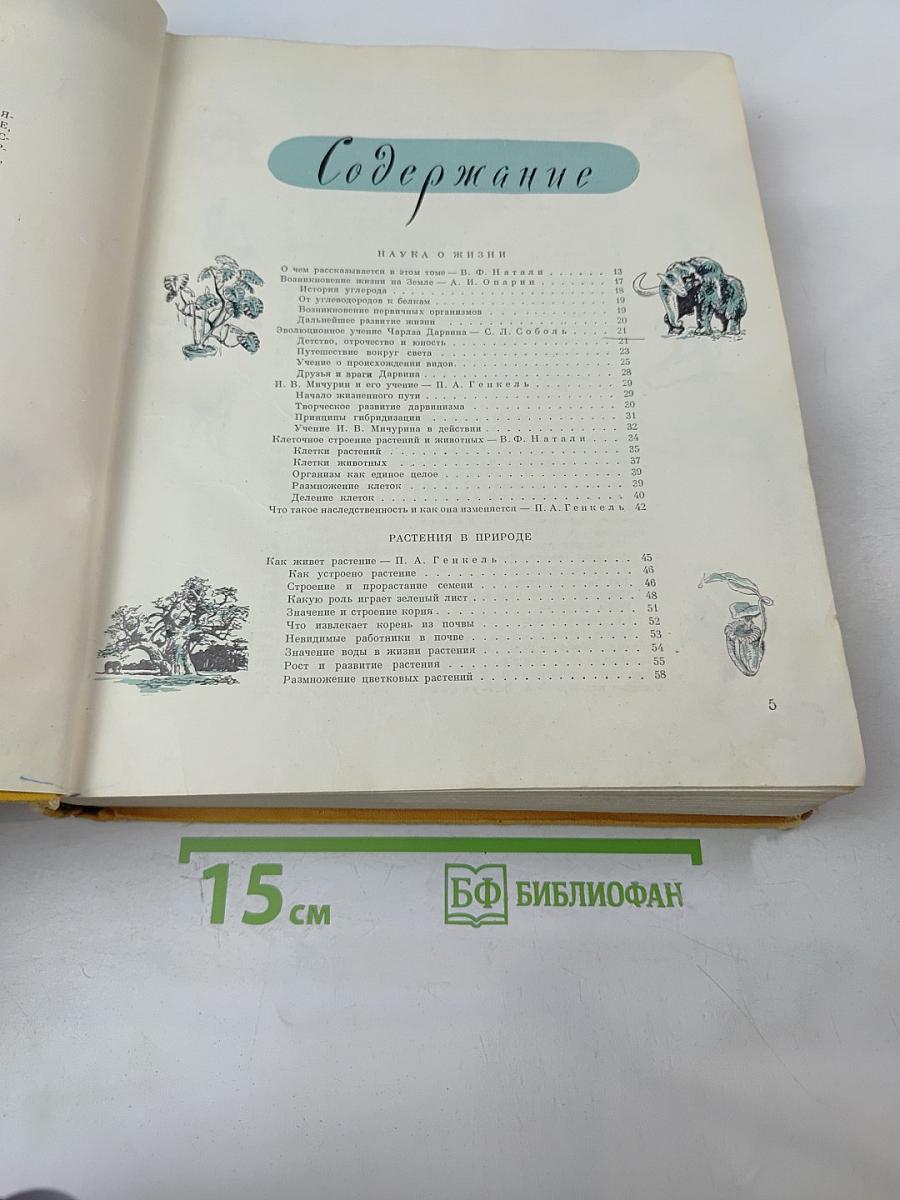 Я-
Е,
С-
Р-
Содержание
НАУКА О ЖИЗНИ
О чем рассказывается в этом томе — В. Ф. Натали . . . . . . 13
Возникновение жизни на Земле — А. И. Опарин . . . . . . . 17
История углерода . . . . . . . . . . . . . . . . . . . 18
От углеводородов к белкам . . . . . . . . . . . . . . . 19
Возникновение первичных организмов . . . . . . . . . . . 19
Дальнейшее развитие жизни . . . . . . . . . . . . . . . 20
Эволюционное учение Чарлза Дарвина — С. Л. Соболь . . . . 21
Детство, отрочество и юность . . . . . . . . . . . . . . 21
Путешествие вокруг света . . . . . . . . . . . . . . . 23
Учение о происхождении видов . . . . . . . . . . . . . . 25
Друзья и враги Дарвина . . . . . . . . . . . . . . . . 28
И. В. Мичурин и его учение — П. А. Генкель . . . . . . . . 29
Начало жизненного пути . . . . . . . . . . . . . . . . 29
Творческое развитие дарвинизма . . . . . . . . . . . . . 30
Принципы гибридизации . . . . . . . . . . . . . . . . 31
Учение И. В. Мичурина в действии . . . . . . . . . . . . 32
Клеточное строение растений и животных — В. Ф. Натали . . . 34
Клетки растений . . . . . . . . . . . . . . . . . . . 35
Клетки животных . . . . . . . . . . . . . . . . . . . 37
Организм как единое целое . . . . . . . . . . . . . . . 39
Размножение клеток . . . . . . . . . . . . . . . . . . 39
Деление клеток . . . . . . . . . . . . . . . . . . . . 40
Что такое наследственность и как она изменяется — П. А. Генкель 42
РАСТЕНИЯ В ПРИРОДЕ
Как живет растение — П. А. Генкель . . . . . . . . . . . . 45
Как устроено растение . . . . . . . . . . . . . . . . . 46
Строение и прорастание семени . . . . . . . . . . . . . 46
Какую роль играет зеленый лист . . . . . . . . . . . . . 48
Значение и строение корня . . . . . . . . . . . . . . . 51
Что извлекает корень из почвы . . . . . . . . . . . . . 52
Невидимые работники в почве . . . . . . . . . . . . . . 53
Значение воды в жизни растения . . . . . . . . . . . . . 54
Рост и развитие растения . . . . . . . . . . . . . . . 55
Размножение цветковых растений . . . . . . . . . . . . . 58
5
15 см
БФ БИБЛИОФАН